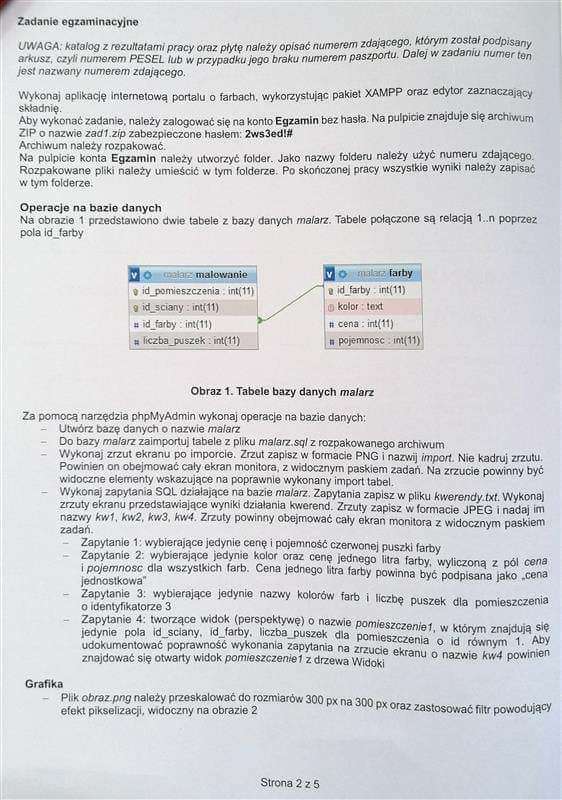 Zadanie egzaminacyjne
UWAGA: katalog z rezultatami pracy oraz płytę należy opisać numerem zdającego, którym został podpisany
arkusz, czyli numerem PESEL lub w przypadku jego braku numerem paszportu. Dalej w zadaniu numer ten
jest nazwany numerem zdającego.
Wykonaj aplikację internetową portalu o farbach, wykorzystując pakiet XAMPP oraz edytor zaznaczający
składnię.
Aby wykonać zadanie, należy zalogować się na konto Egzamin bez hasła. Na pulpicie znajduje się archiwum
ZIP o nazwie zad1.zip zabezpieczone hasłem: 2ws3ed!#
Archiwum należy rozpakować.
Na pulpicie konta Egzamin należy utworzyć folder. Jako nazwy folderu należy użyć numeru zdającego.
Rozpakowane pliki należy umieścić w tym folderze. Po skończonej pracy wszystkie wyniki należy zapisać
w tym folderze.
Operacje na bazie danych
Na obrazie 1 przedstawiono dwie tabele z bazy danych malarz. Tabele połączone są relacją 1..n poprzez
pola id_farby
malarz malowanie
id_pomieszczenia : int(11)
id_sciany : int(11)
id_farby : int(11)
liczba_puszek : int(11)
malarz farby
id_farby : int(11)
kolor : text
cena : int(11)
pojemnosc : int(11)
Obraz 1. Tabele bazy danych malarz
Za pomocą narzędzia phpMyAdmin wykonaj operacje na bazie danych:
– Utwórz bazę danych o nazwie malarz
– Do bazy malarz zaimportuj tabele z pliku malarz.sql z rozpakowanego archiwum
– Wykonaj zrzut ekranu po imporcie. Zrzut zapisz w formacie PNG i nazwij import. Nie kadruj zrzutu.
Powinien on obejmować cały ekran monitora, z widocznym paskiem zadań. Na zrzucie powinny być
widoczne elementy wskazujące na poprawnie wykonany import tabel.
– Wykonaj zapytania SQL działające na bazie malarz. Zapytania zapisz w pliku kwerendy.txt. Wykonaj
zrzuty ekranu przedstawiające wyniki działania kwerend. Zrzuty zapisz w formacie JPEG i nadaj im
nazwy kw1, kw2, kw3, kw4. Zrzuty powinny obejmować cały ekran monitora z widocznym paskiem
zadań.
– Zapytanie 1: wybierające jedynie cenę i pojemność czerwonej puszki farby
– Zapytanie 2: wybierające jedynie kolor oraz cenę jednego litra farby, wyliczoną z pól cena
i pojemnosc dla wszystkich farb. Cena jednego litra farby powinna być podpisana jako „cena
jednostkowa”
– Zapytanie 3: wybierające jedynie nazwy kolorów farb i liczbę puszek dla pomieszczenia
o identyfikatorze 3
– Zapytanie 4: tworzące widok (perspektywę) o nazwie pomieszczenie1, w którym znajdują się
jedynie pola id_sciany, id_farby, liczba_puszek dla pomieszczenia o id równym 1. Aby
udokumentować poprawność wykonania zapytania na zrzucie ekranu o nazwie kw4 powinien
znajdować się otwarty widok pomieszczenie1 z drzewa Widoki
Grafika
– Plik obraz.png należy przeskalować do rozmiarów 300 px na 300 px oraz zastosować filtr powodujący
efekt pikselizacji, widoczny na obrazie 2
Strona 2 z 5